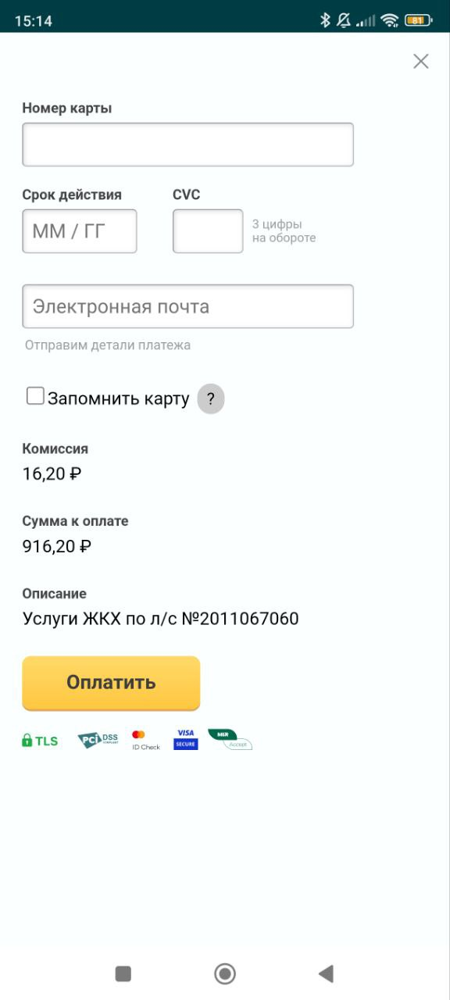 15:14
81
Номер карты
Срок действия
CVC
ММ / ГГ
3 цифры
на обороте
Электронная почта
Отправим детали платежа
Запомнить карту ?
Комиссия
16,20 ₽
Сумма к оплате
916,20 ₽
Описание
Услуги ЖКХ по л/с №2011067060
Оплатить
TLS
PCI DSS
COMPLIANT
ID Check
VISA
SECURE
MIR
Accept